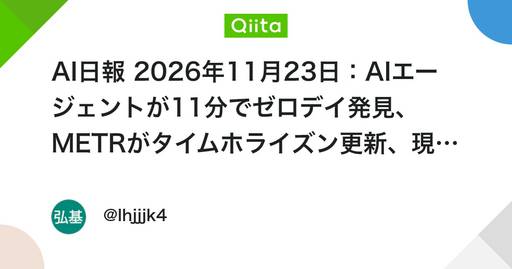 Qiita
AI日報 2026年11月23日：AIエー
ジェントが11分でゼロデイ発見、
METRがタイムホライズン更新、現…
弘基
@lhjjjk4